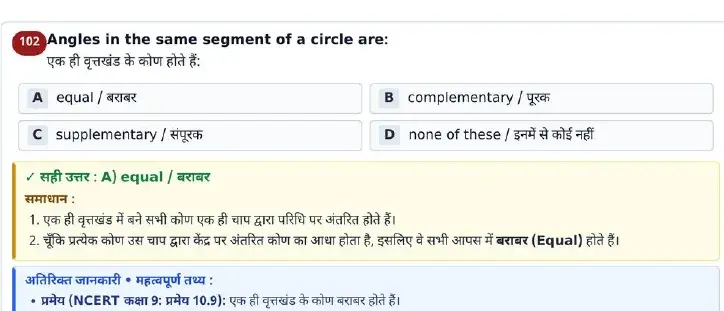 102 Angles in the same segment of a circle are:
एक ही वृत्तखंड के कोण होते हैं:
A equal / बराबर
B complementary / पूरक
C supplementary / संपूरक
D none of these / इनमें से कोई नहीं
✓ सही उत्तर : A) equal / बराबर
समाधान :
1. एक ही वृत्तखंड में बने सभी कोण एक ही चाप द्वारा परिधि पर अंतरित होते हैं।
2. चूँकि प्रत्येक कोण उस चाप द्वारा केंद्र पर अंतरित कोण का आधा होता है, इसलिए वे सभी आपस में बराबर (Equal) होते हैं।
अतिरिक्त जानकारी • महत्वपूर्ण तथ्य :
• प्रमेय (NCERT कक्षा 9: प्रमेय 10.9): एक ही वृत्तखंड के कोण बराबर होते हैं।